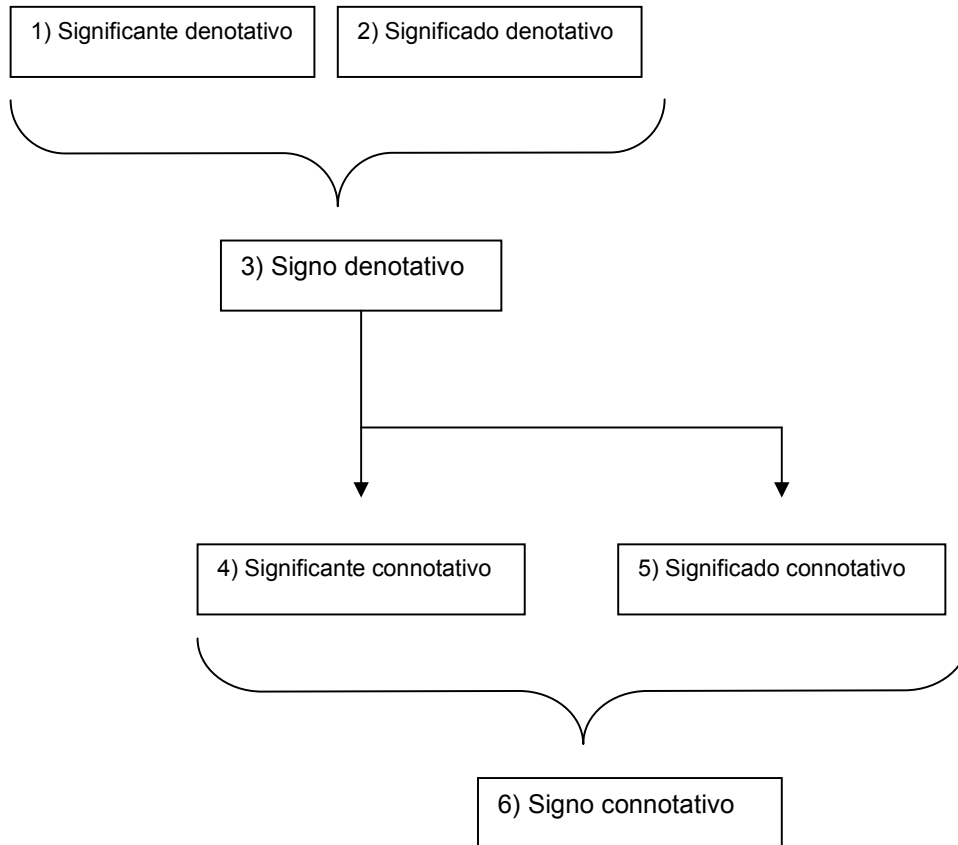 1) Significante denotativo
2) Significado denotativo
3) Signo denotativo
4) Significante connotativo
5) Significado connotativo
6) Signo connotativo